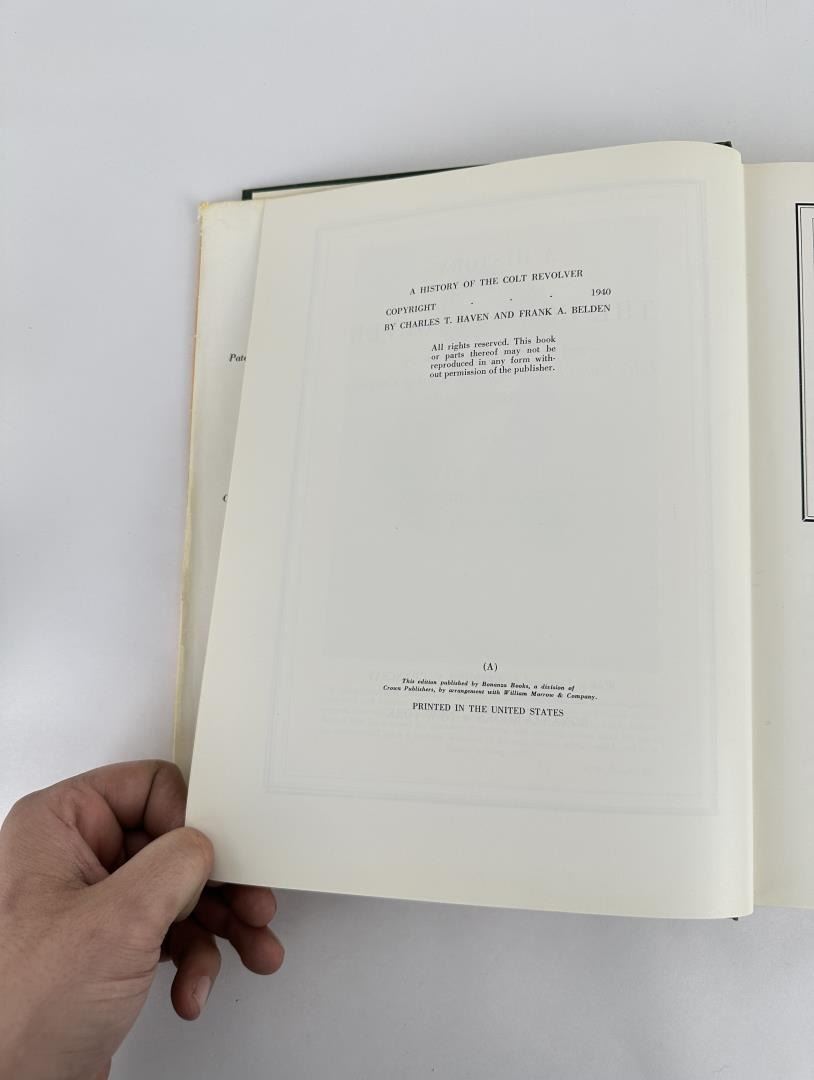 A HISTORY OF THE COLT REVOLVER
COPYRIGHT . . . 1940
BY CHARLES T. HAVEN AND FRANK A. BELDEN
All rights reserved. This book
or parts thereof may not be
reproduced in any form with-
out permission of the publisher.
(A)
This edition published by Bonanza Books, a division of
Crown Publishers, by arrangement with William Morrow & Company.
PRINTED IN THE UNITED STATES